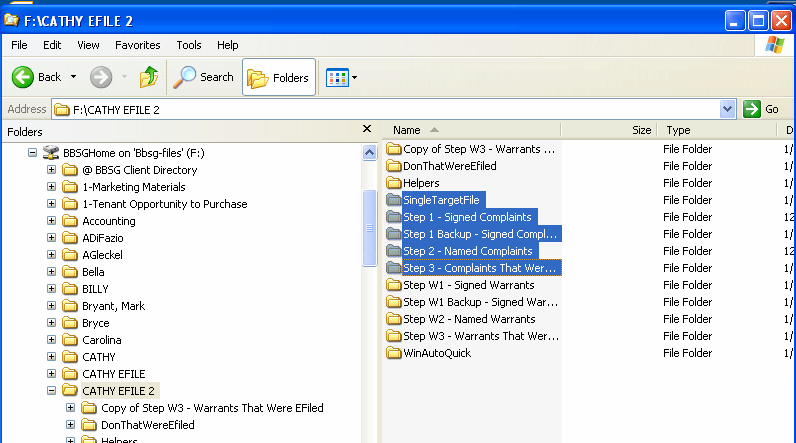 F:\CATHY EFILE 2
File Edit View Favorites Tools Help
Back Search Folders
Address F:\CATHY EFILE 2 Go
Folders
Name Size Type D
BBSGHome on 'Bbsg-files' (F:)
@ BBSG Client Directory
1-Marketing Materials
1-Tenant Opportunity to Purchase
Accounting
ADiFazio
AGleckel
Bella
BILLY
Bryant, Mark
Bryce
Carolina
CATHY
CATHY EFILE
CATHY EFILE 2
Copy of Step W3 - Warrants That Were EFiled
DonThatWereEfiled
Helpers
Copy of Step W3 - Warrants ... File Folder 1/
DonThatWereEfiled File Folder 1/
Helpers File Folder 1/
SingleTargetFile File Folder 1/
Step 1 - Signed Complaints File Folder 12
Step 1 Backup - Signed Compl... File Folder 1/
Step 2 - Named Complaints File Folder 12
Step 3 - Complaints That Wer... File Folder 1/
Step W1 - Signed Warrants File Folder 1/
Step W1 Backup - Signed War... File Folder 1/
Step W2 - Named Warrants File Folder 1/
Step W3 - Warrants That Wer... File Folder 1/
WinAutoQuick File Folder 1/